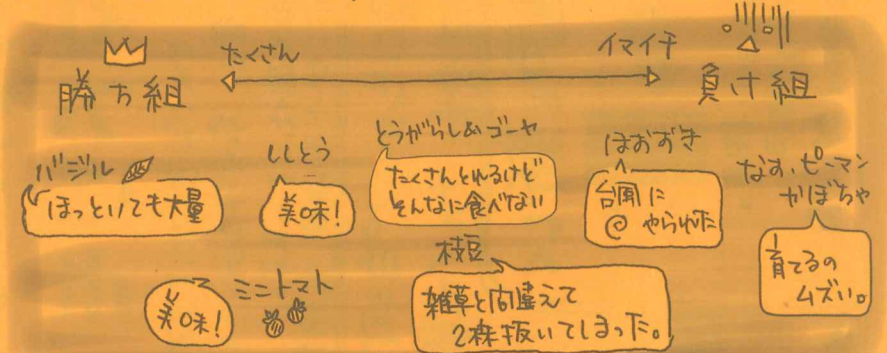 たくさん
イマイチ
勝ち組
負け組
バジル
ほっといても大量
ししとう
美味!
とうがらし&ゴーヤ
たくさんとれるけど
そんなに食べない
ほおずき
台風に
やられた
なす、ピーマン
かぼちゃ
育てるの
ムズい。
ミニトマト
美味!
枝豆
雑草と間違えて
2株抜いてしまった。